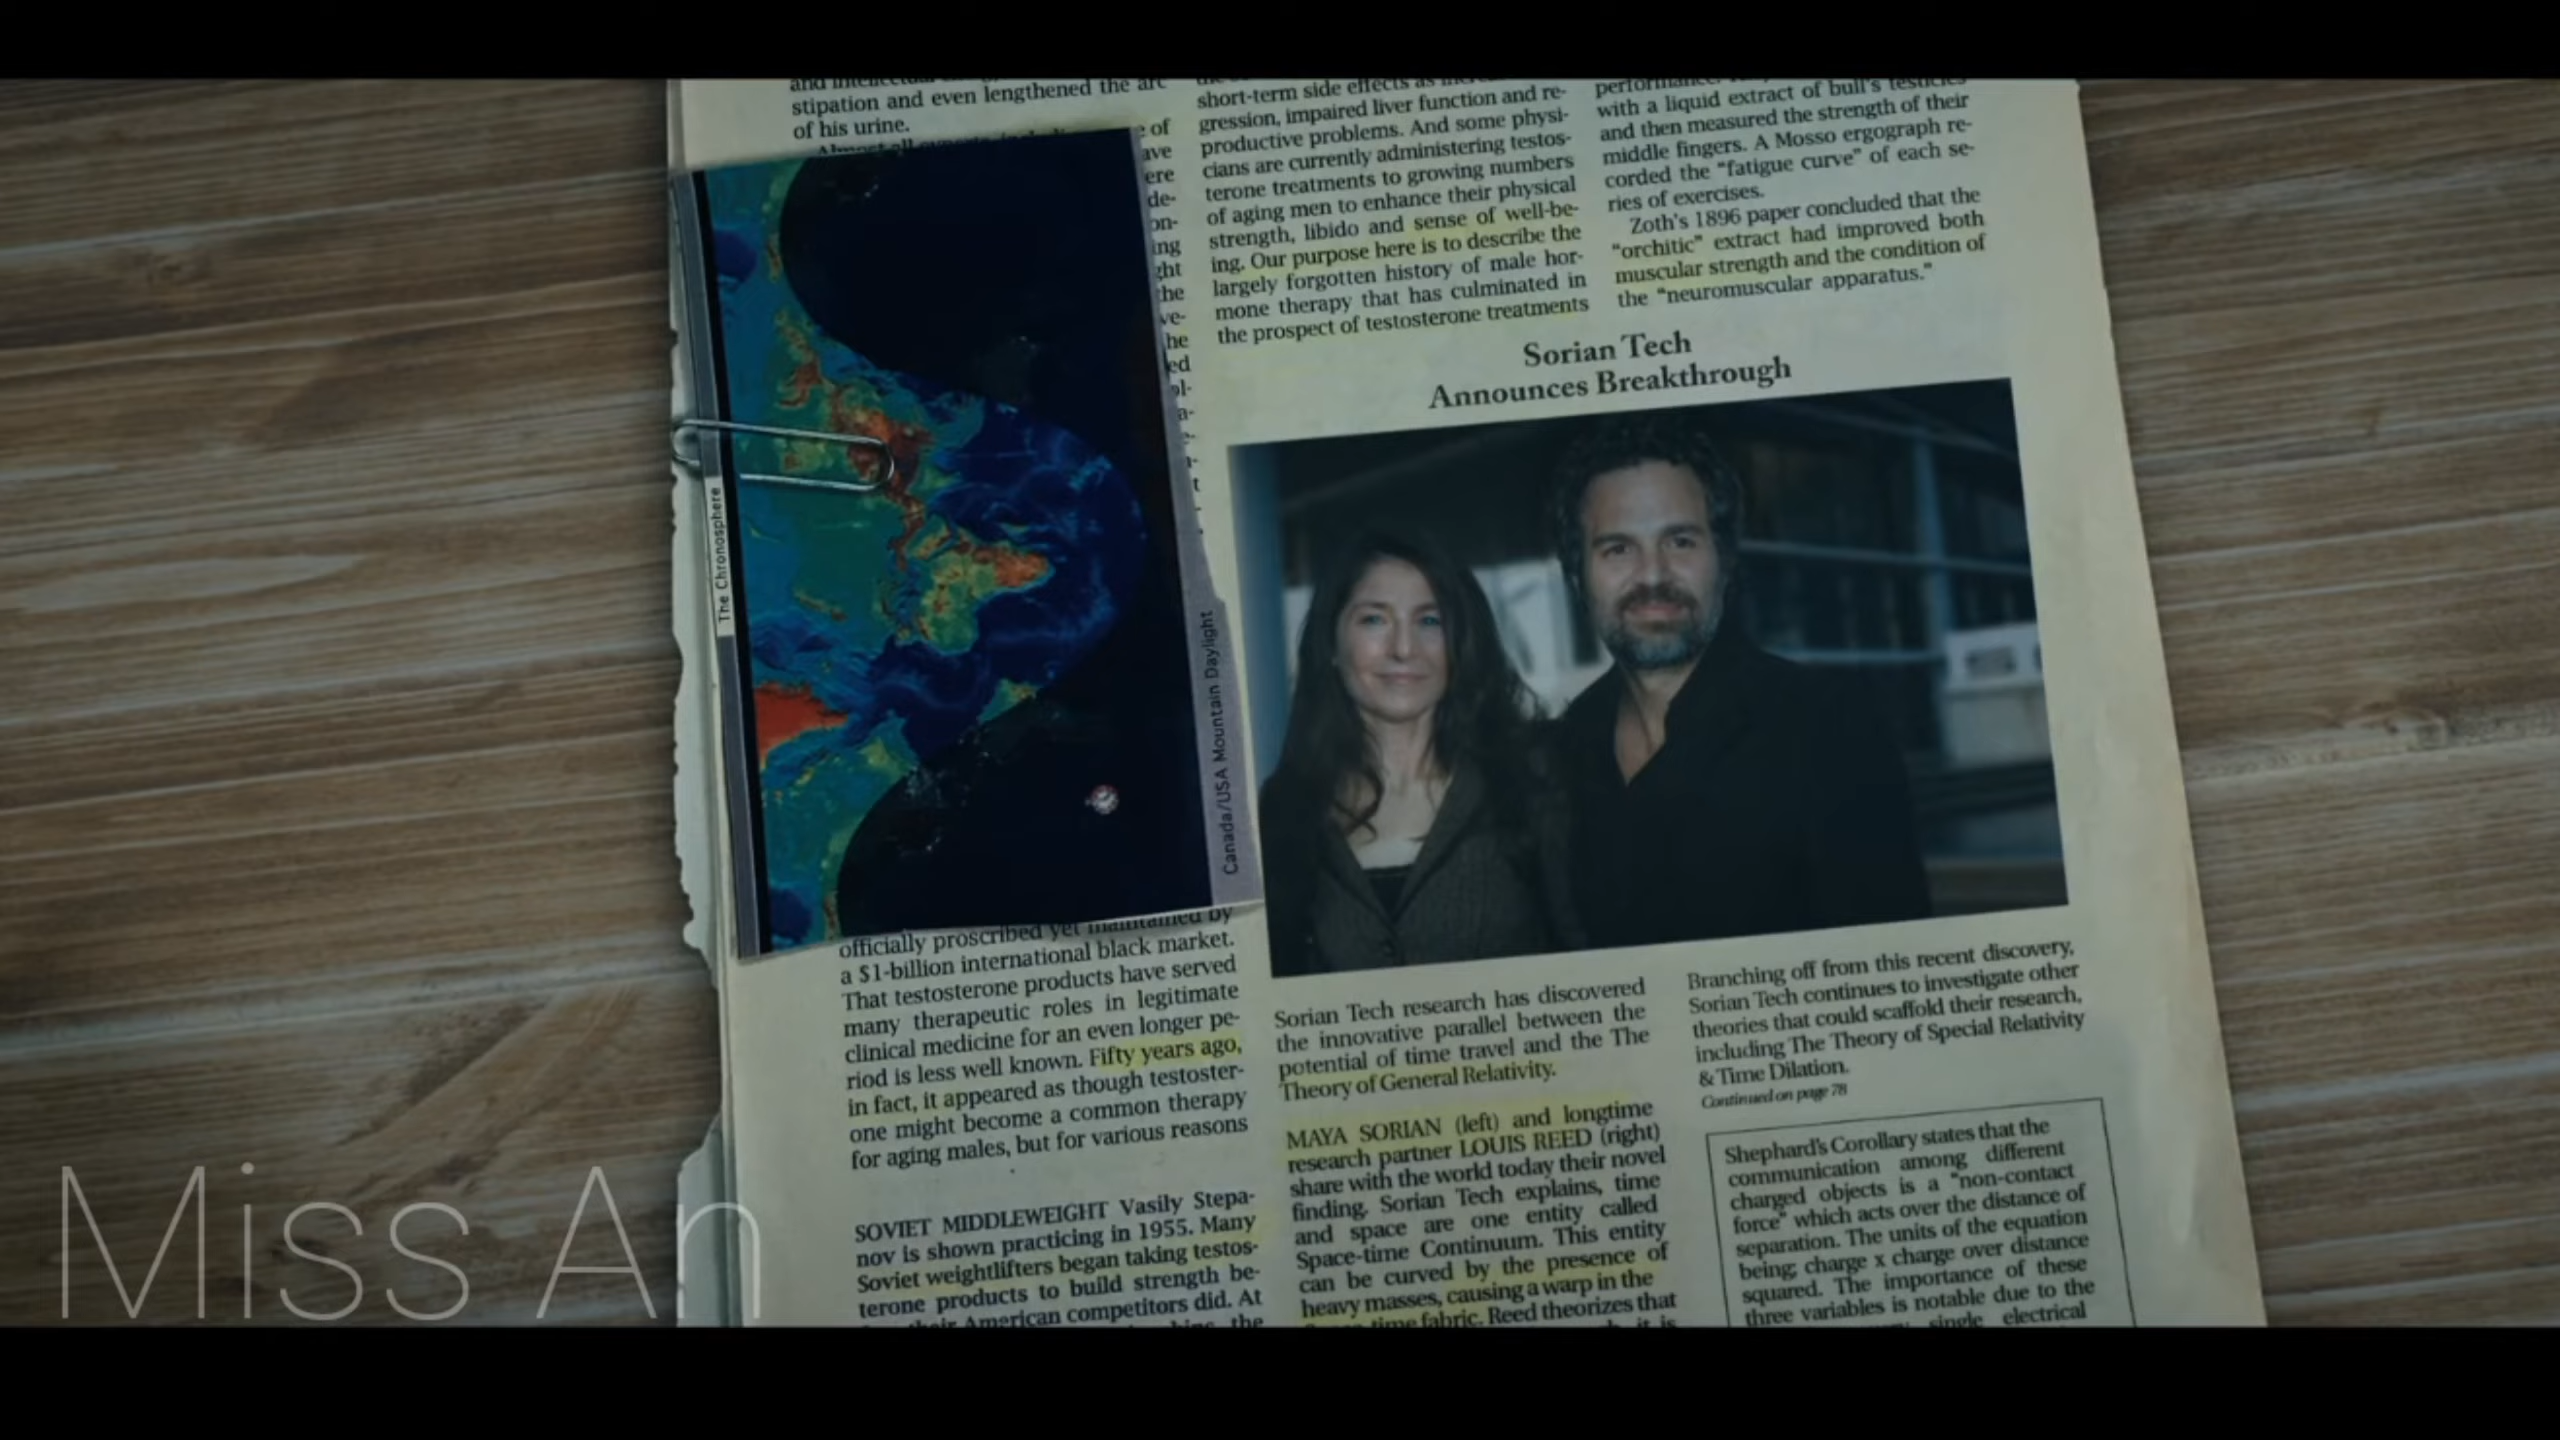 stipation and even lengthened the arc
of his urine.
of
ave
ere
de-
on-
ing
ght
the
ve-
he
ed
ol-
a-
e-
t
The Chronosphere
Canada/USA Mountain Daylight
officially proscribed yet maintained by
a $1-billion international black market.
That testosterone products have served
many therapeutic roles in legitimate
clinical medicine for an even longer pe-
riod is less well known. Fifty years ago,
in fact, it appeared as though testoster-
one might become a common therapy
for aging males, but for various reasons
SOVIET MIDDLEWEIGHT Vasily Stepa-
nov is shown practicing in 1955. Many
Soviet weightlifters began taking testos-
terone products to build strength be-
their American competitors did. At
the
short-term side effects as
gression, impaired liver function and re-
productive problems. And some physi-
cians are currently administering testos-
terone treatments to growing numbers
of aging men to enhance their physical
strength, libido and sense of well-be-
ing. Our purpose here is to describe the
largely forgotten history of male hor-
mone therapy that has culminated in
the prospect of testosterone treatments
performance.
with a liquid extract of bull's testicles
and then measured the strength of their
middle fingers. A Mosso ergograph re-
corded the "fatigue curve" of each se-
ries of exercises.
Zoth's 1896 paper concluded that the
"orchitic" extract had improved both
muscular strength and the condition of
the "neuromuscular apparatus."
Sorian Tech
Announces Breakthrough
Sorian Tech research has discovered
the innovative parallel between the
potential of time travel and the The
Theory of General Relativity.
MAYA SORIAN (left) and longtime
research partner LOUIS REED (right)
share with the world today their novel
finding. Sorian Tech explains, time
and space are one entity called
Space-time Continuum. This entity
can be curved by the presence of
heavy masses, causing a warp in the
time fabric. Reed theorizes that
it is
Branching off from this recent discovery,
Sorian Tech continues to investigate other
theories that could scaffold their research,
including The Theory of Special Relativity
& Time Dilation.
Continued on page 78
Shephard's Corollary states that the
communication among different
charged objects is a "non-contact
force" which acts over the distance of
separation. The units of the equation
being; charge x charge over distance
squared. The importance of these
three variables is notable due to the
single electrical
Miss An